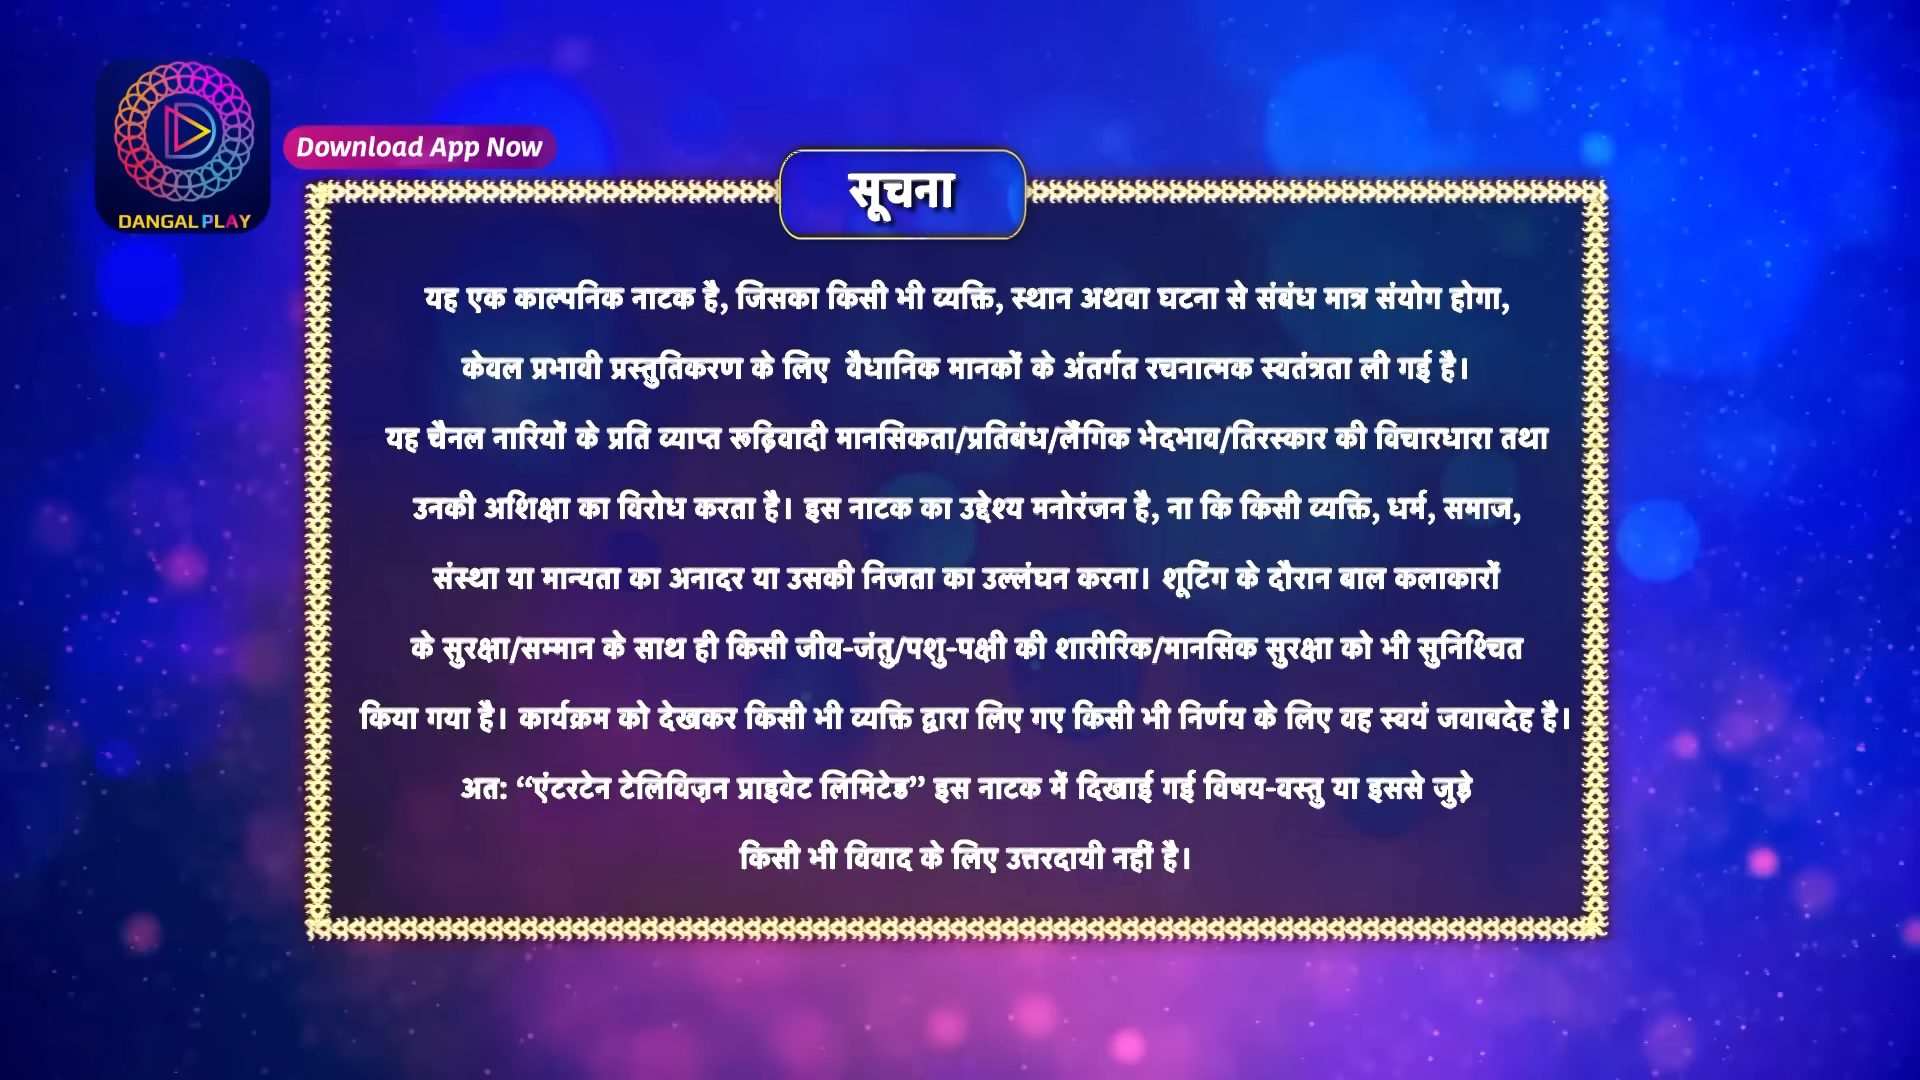 DANGAL PLAY
Download App Now
सूचना
यह एक काल्पनिक नाटक है, जिसका किसी भी व्यक्ति, स्थान अथवा घटना से संबंध मात्र संयोग होगा,
केवल प्रभावी प्रस्तुतिकरण के लिए वैधानिक मानकों के अंतर्गत रचनात्मक स्वतंत्रता ली गई है।
यह चैनल नारियों के प्रति व्याप्त रूढ़िवादी मानसिकता/प्रतिबंध/लैंगिक भेदभाव/तिरस्कार की विचारधारा तथा
उनकी अशिक्षा का विरोध करता है। इस नाटक का उद्देश्य मनोरंजन है, ना कि किसी व्यक्ति, धर्म, समाज,
संस्था या मान्यता का अनादर या उसकी निजता का उल्लंघन करना। शूटिंग के दौरान बाल कलाकारों
के सुरक्षा/सम्मान के साथ ही किसी जीव-जंतु/पशु-पक्षी की शारीरिक/मानसिक सुरक्षा को भी सुनिश्चित
किया गया है। कार्यक्रम को देखकर किसी भी व्यक्ति द्वारा लिए गए किसी भी निर्णय के लिए वह स्वयं जवाबदेह है।
अत: “एंटरटेन टेलिविज़न प्राइवेट लिमिटेड” इस नाटक में दिखाई गई विषय-वस्तु या इससे जुड़े
किसी भी विवाद के लिए उत्तरदायी नहीं है।